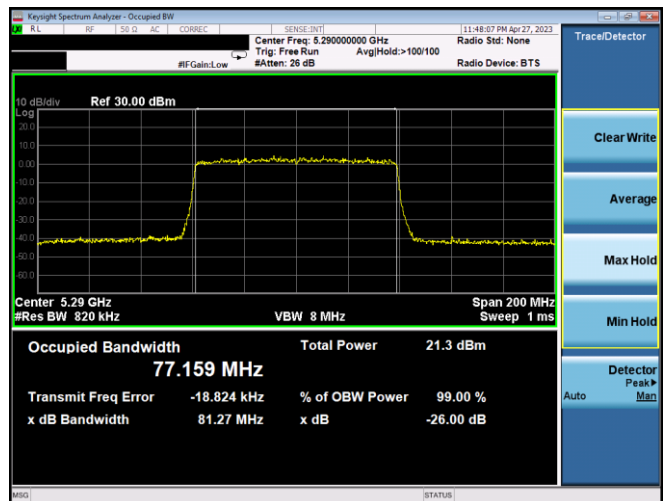 Keysight Spectrum Analyzer - Occupied BW
RL RF 50 Ω AC CORREC SENSE:INT 11:48:07 PM Apr 27, 2023
Center Freq: 5.290000000 GHz Radio Std: None
Trig: Free Run Avg|Hold:>100/100
#IFGain:Low #Atten: 26 dB Radio Device: BTS
10 dB/div Ref 30.00 dBm
Log
20.0
10.0
0.00
-10.0
-20.0
-30.0
-40.0
-50.0
-60.0
Center 5.29 GHz Span 200 MHz
#Res BW 820 kHz VBW 8 MHz Sweep 1 ms
Occupied Bandwidth Total Power 21.3 dBm
77.159 MHz
Transmit Freq Error -18.824 kHz % of OBW Power 99.00 %
x dB Bandwidth 81.27 MHz x dB -26.00 dB
Trace/Detector
Clear Write
Average
Max Hold
Min Hold
Detector
Peak▶
Auto Man
MSG STATUS